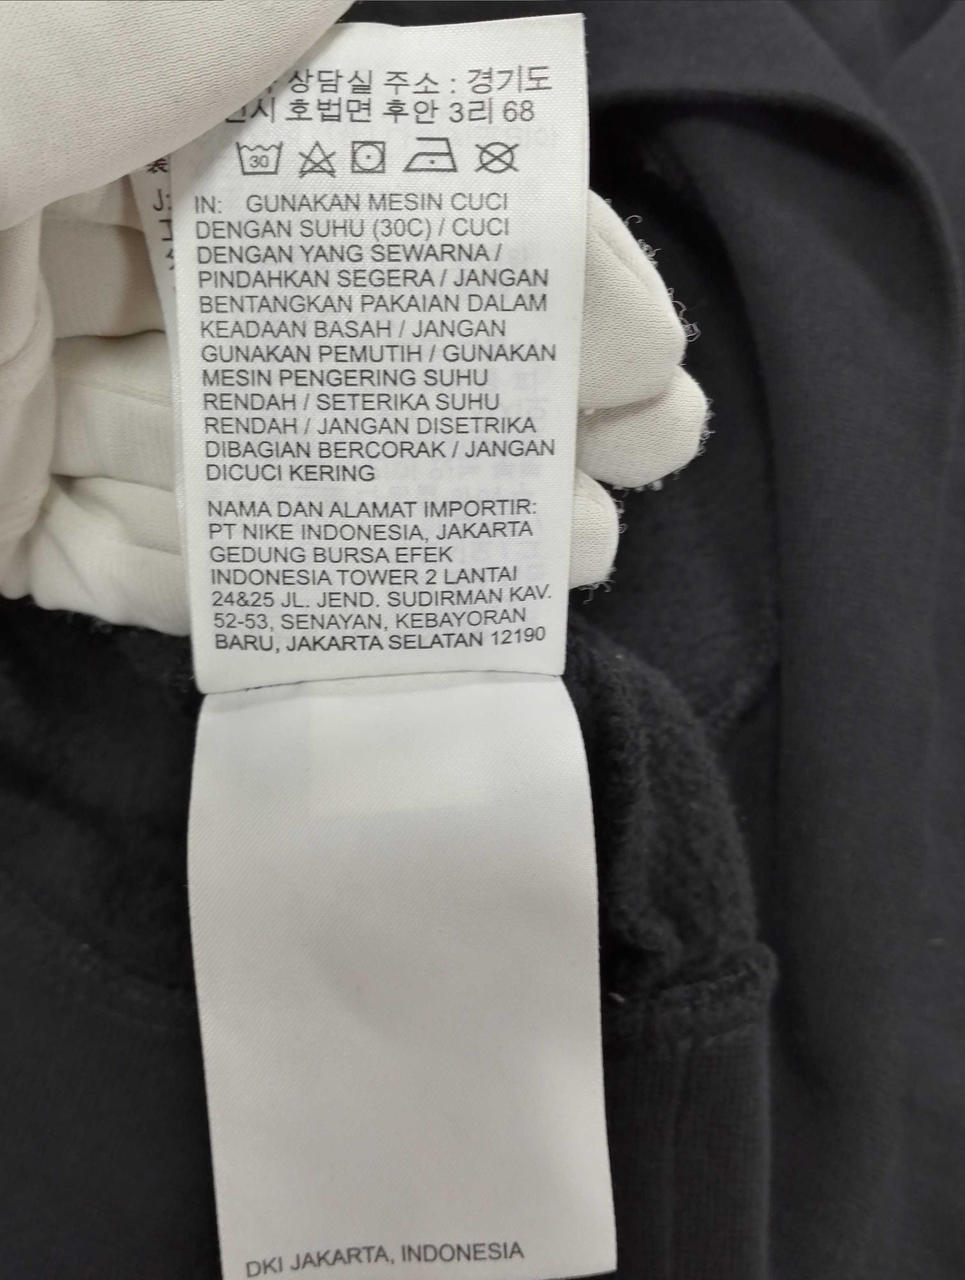 상담실 주소 : 경기도
호법면 후안 3리 68
30
IN: GUNAKAN MESIN CUCI
DENGAN SUHU (30C) / CUCI
DENGAN YANG SEWARNA /
PINDAHKAN SEGERA / JANGAN
BENTANGKAN PAKAIAN DALAM
KEADAAN BASAH / JANGAN
GUNAKAN PEMUTIH / GUNAKAN
MESIN PENGERING SUHU
RENDAH / SETERIKA SUHU
RENDAH / JANGAN DISETRIKA
DIBAGIAN BERCORAK / JANGAN
DICUCI KERING
NAMA DAN ALAMAT IMPORTIR:
PT NIKE INDONESIA, JAKARTA
GEDUNG BURSA EFEK
INDONESIA TOWER 2 LANTAI
24&25 JL. JEND. SUDIRMAN KAV.
52-53, SENAYAN, KEBAYORAN
BARU, JAKARTA SELATAN 12190
DKI JAKARTA, INDONESIA